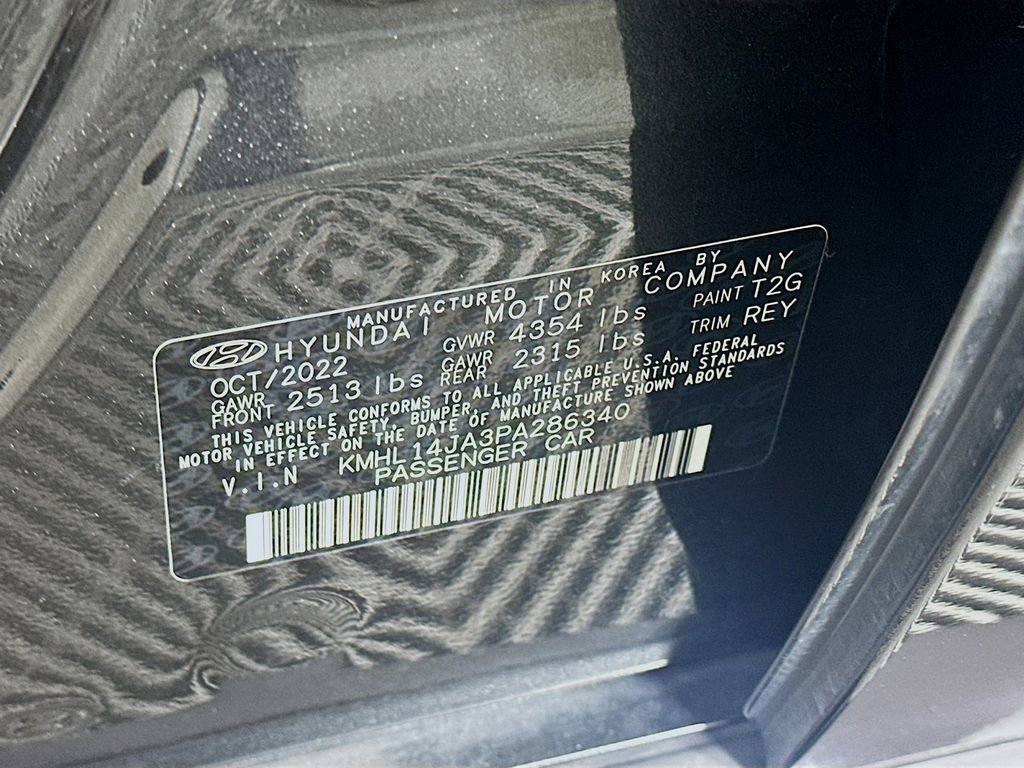 MANUFACTURED IN KOREA BY
HYUNDAI MOTOR COMPANY
OCT/2022 GVWR 4354 lbs PAINT T2G
GAWR FRONT 2513 lbs GAWR REAR 2315 lbs TRIM REY
THIS VEHICLE CONFORMS TO ALL APPLICABLE U.S.A. FEDERAL
MOTOR VEHICLE SAFETY, BUMPER, AND THEFT PREVENTION STANDARDS
IN EFFECT ON THE DATE OF MANUFACTURE SHOWN ABOVE
V.I.N KMHL14JA3PA286340
PASSENGER CAR